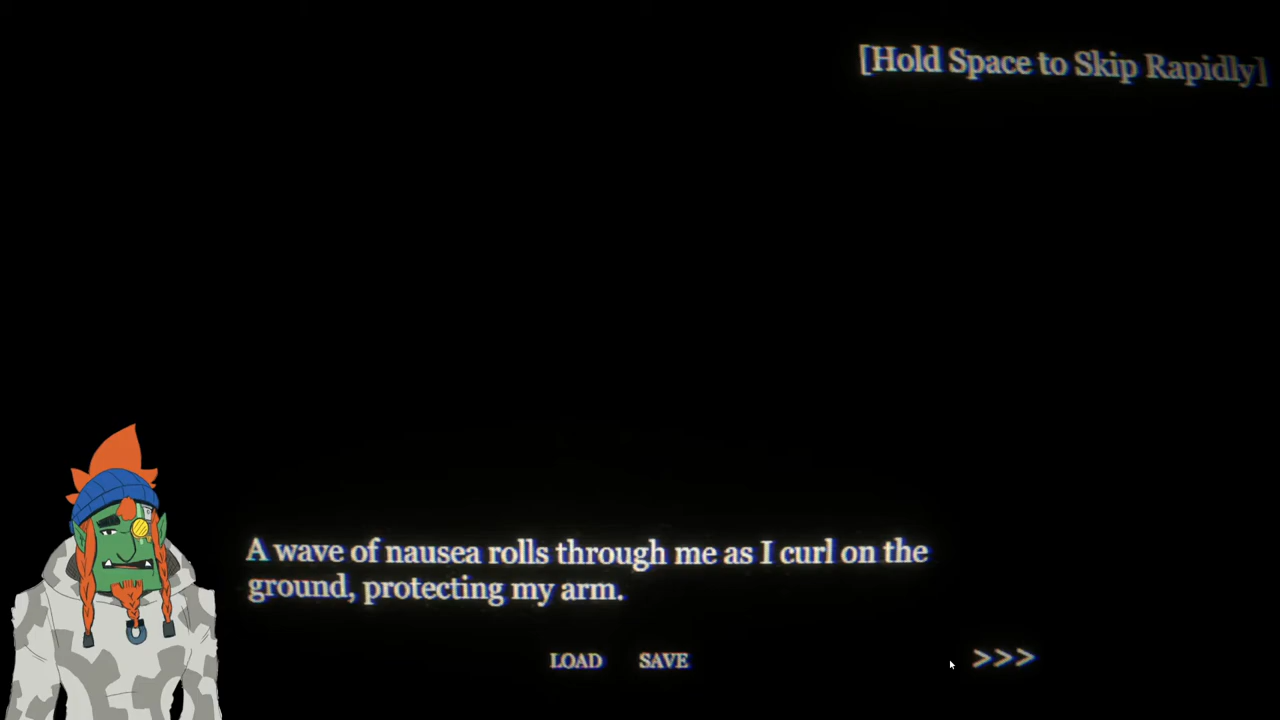 [Hold Space to Skip Rapidly]
A wave of nausea rolls through me as I curl on the
ground, protecting my arm.
LOAD SAVE >>>